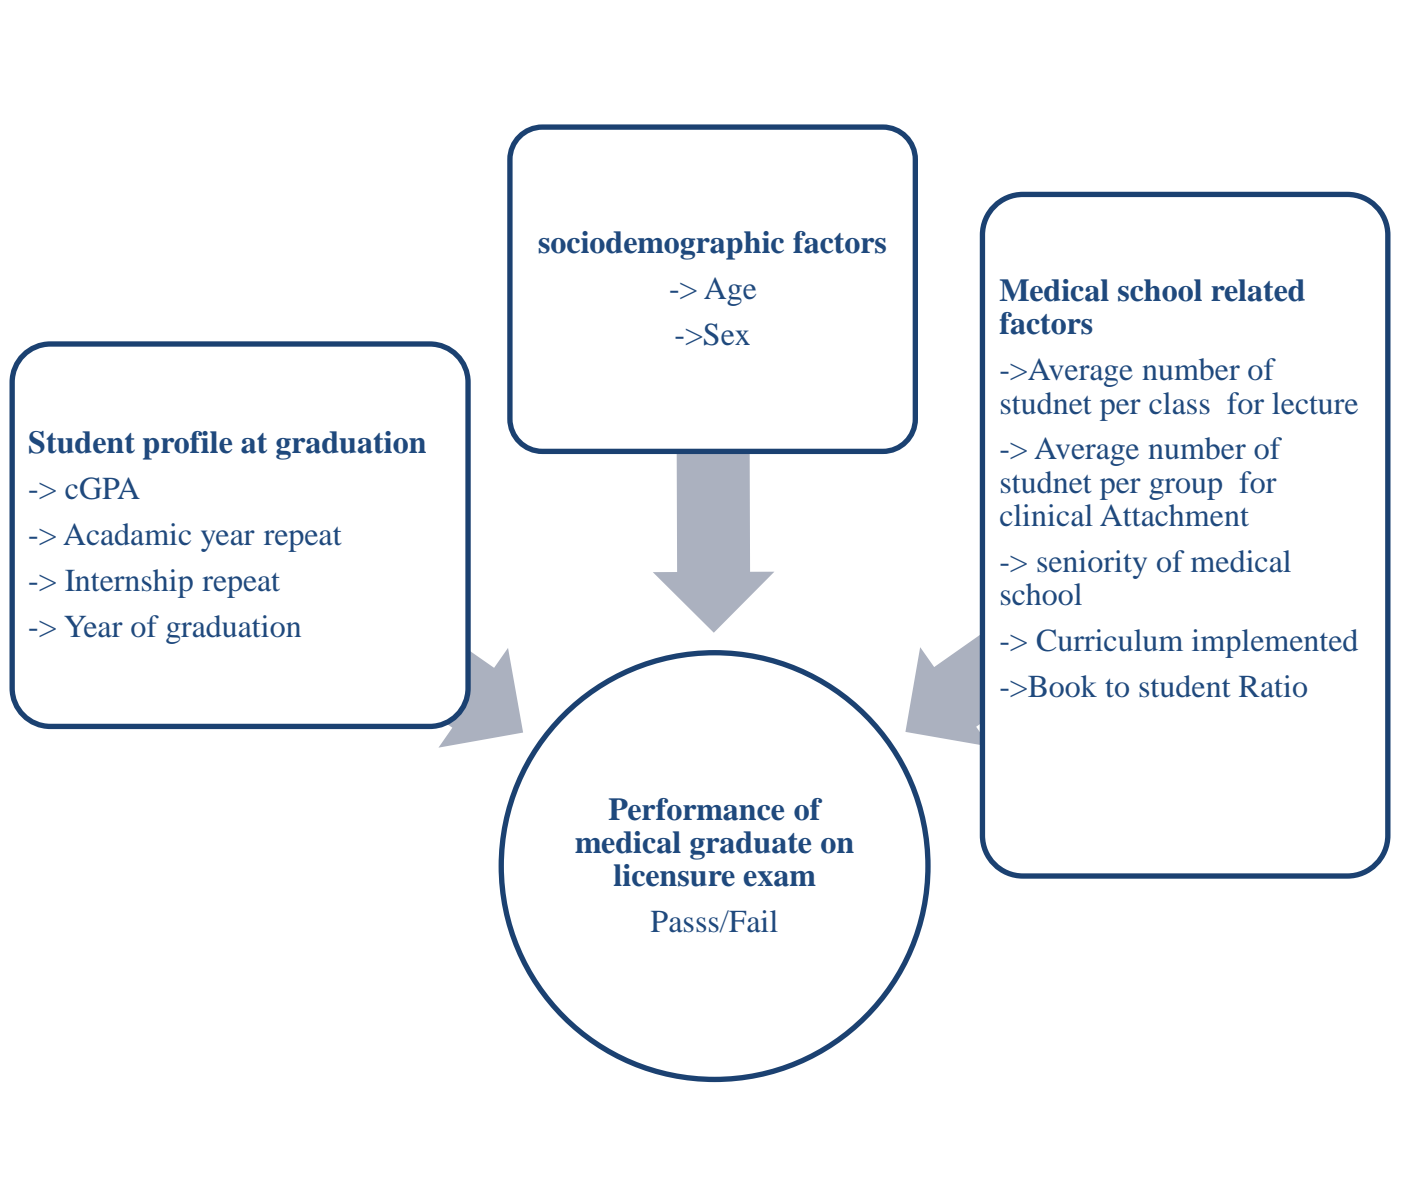 sociodemographic factors
-> Age
->Sex
Student profile at graduation
-> cGPA
-> Acadamic year repeat
-> Internship repeat
-> Year of graduation
Medical school related
factors
->Average number of
studnet per class  for lecture
-> Average number of
studnet per group  for
clinical Attachment
-> seniority of medical
school
-> Curriculum implemented
->Book to student Ratio
Performance of
medical graduate on
licensure exam
Passs/Fail